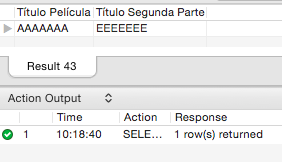 Título Película Título Segunda Parte
AAAAAAA EEEEEEE
Result 43
Action Output
Time Action Response
1 10:18:40 SELE... 1 row(s) returned